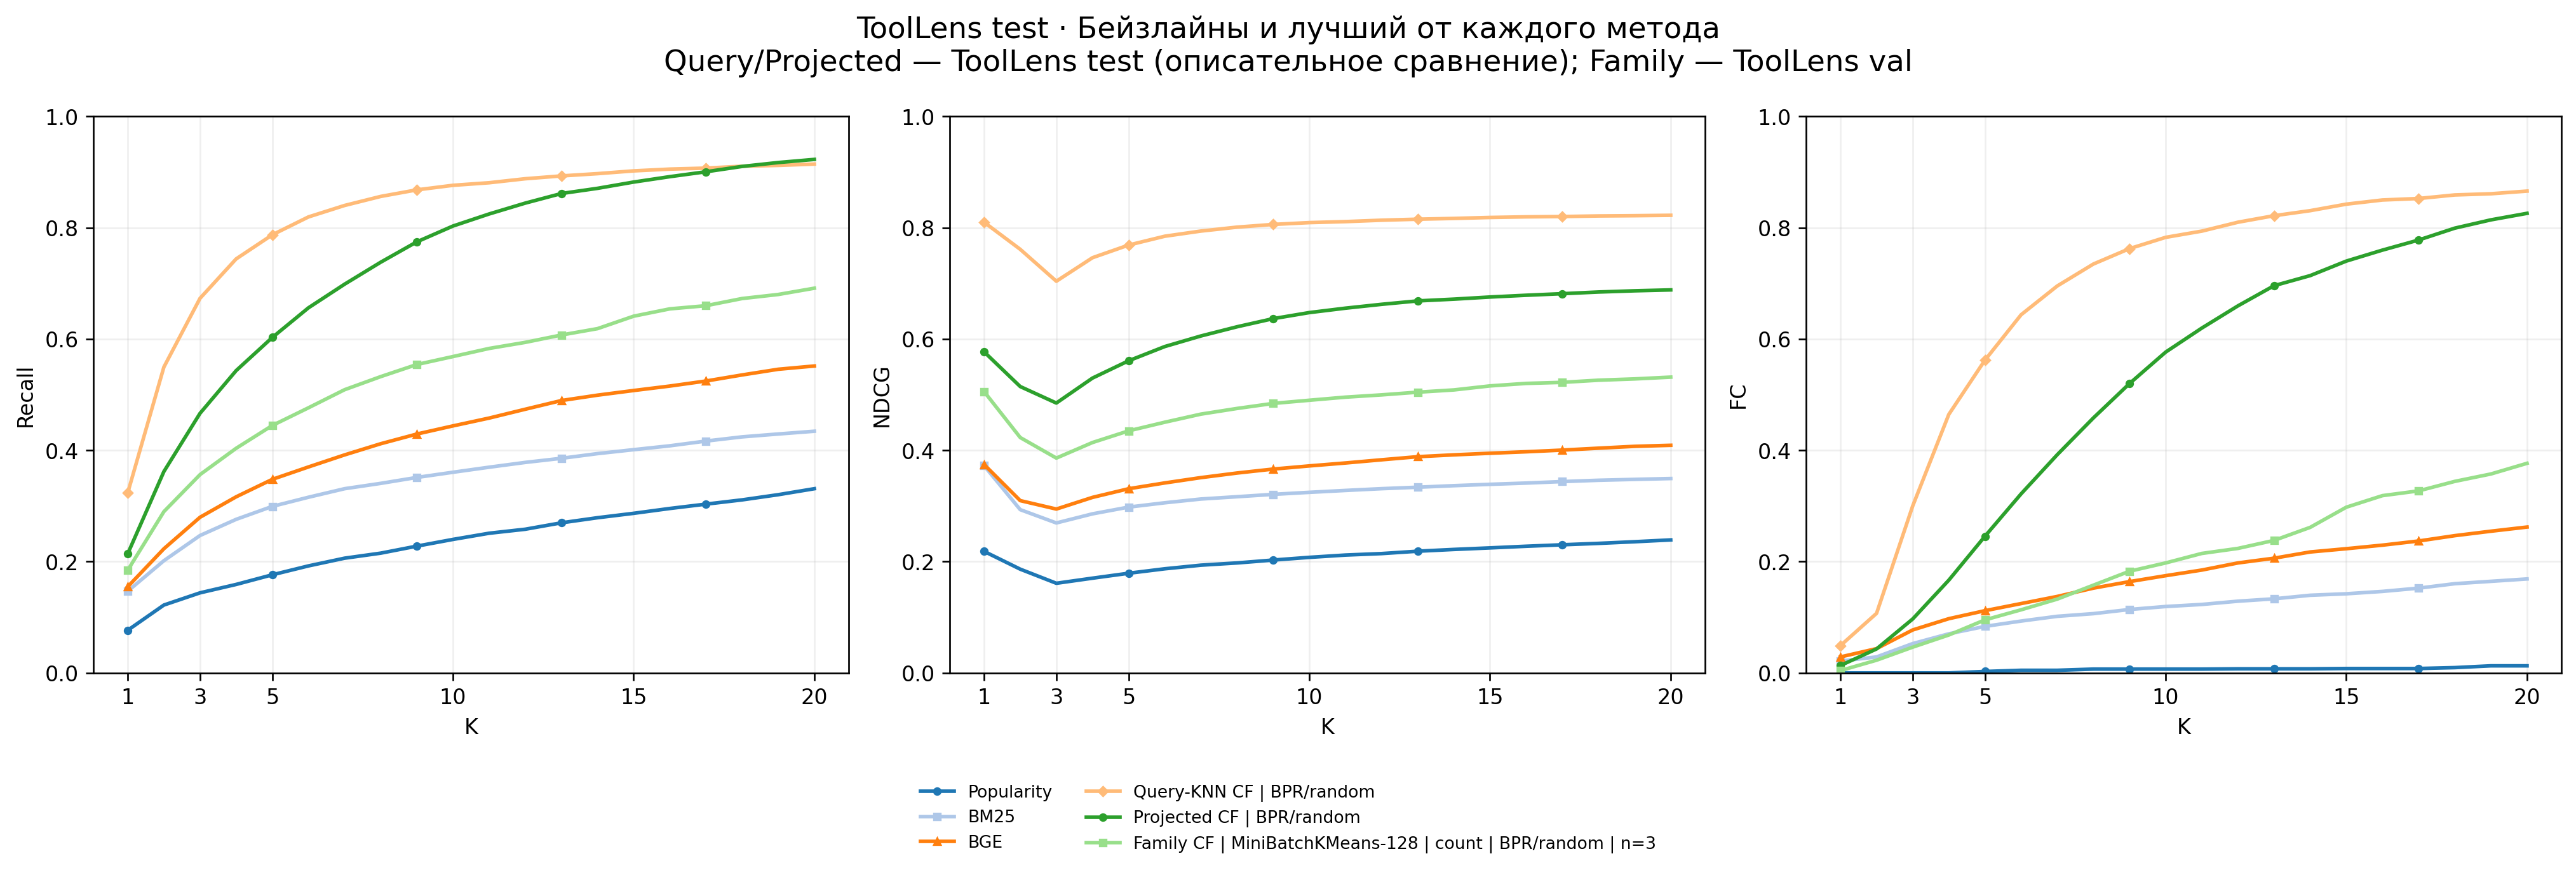 ToolLens test · Бейзлайны и лучший от каждого метода
Query/Projected — ToolLens test (описательное сравнение); Family — ToolLens val
1.0
0.8
0.6
0.4
0.2
0.0
Recall
1
3
5
10
15
20
K
1.0
0.8
0.6
0.4
0.2
0.0
NDCG
1
3
5
10
15
20
K
1.0
0.8
0.6
0.4
0.2
0.0
FC
1
3
5
10
15
20
K
Popularity
BM25
BGE
Query-KNN CF | BPR/random
Projected CF | BPR/random
Family CF | MiniBatchKMeans-128 | count | BPR/random | n=3